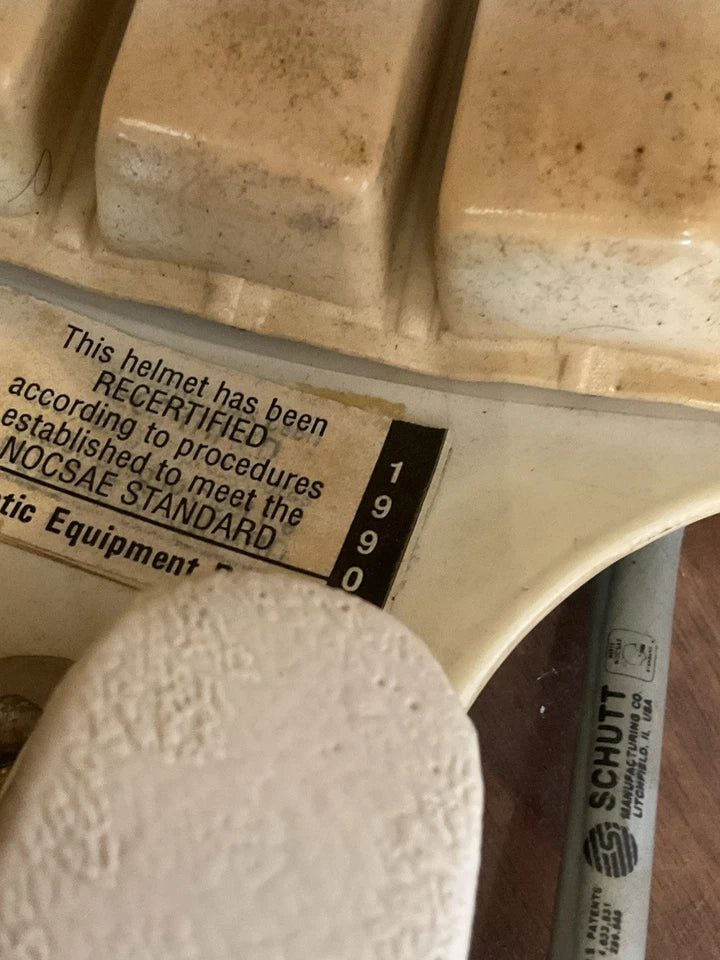 This helmet has been
RECERTIFIED
according to procedures
established to meet the
NOCSAE STANDARD
tic Equipment
1
9
9
0
SCHUTT
MANUFACTURING CO.
LITCHFIELD, IL USA
S PATENTS